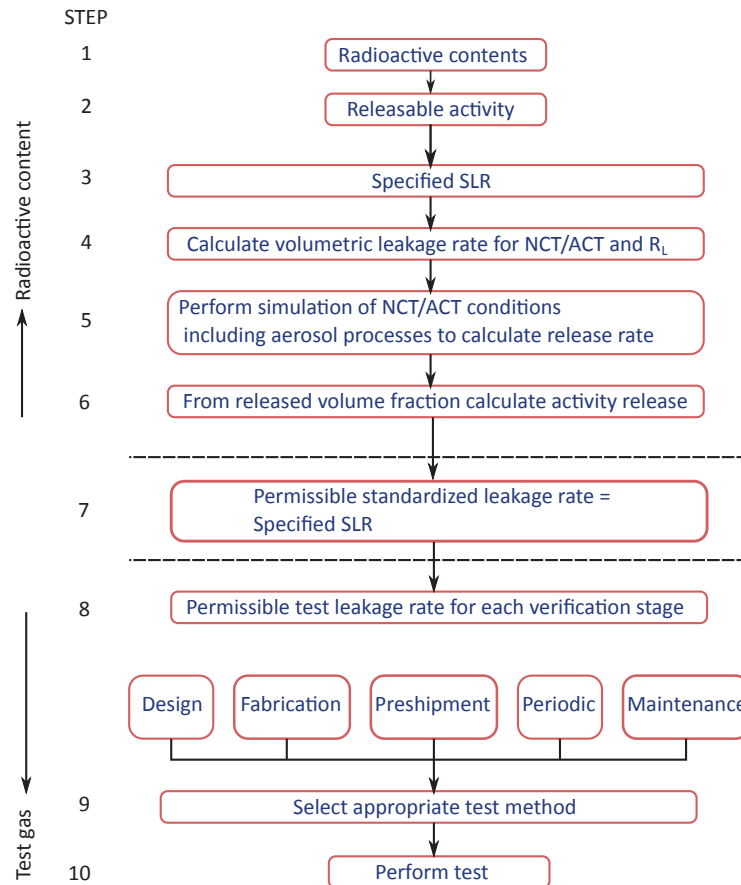 STEP
1
Radioactive contents
2
Releasable activity
3
Specified SLR
4
Calculate volumetric leakage rate for NCT/ACT and R_L
5
Perform simulation of NCT/ACT conditions
including aerosol processes to calculate release rate
6
From released volume fraction calculate activity release
Radioactive content
7
Permissible standardized leakage rate =
Specified SLR
8
Permissible test leakage rate for each verification stage
Design
Fabrication
Preshipment
Periodic
Maintenance
9
Select appropriate test method
10
Perform test
Test gas